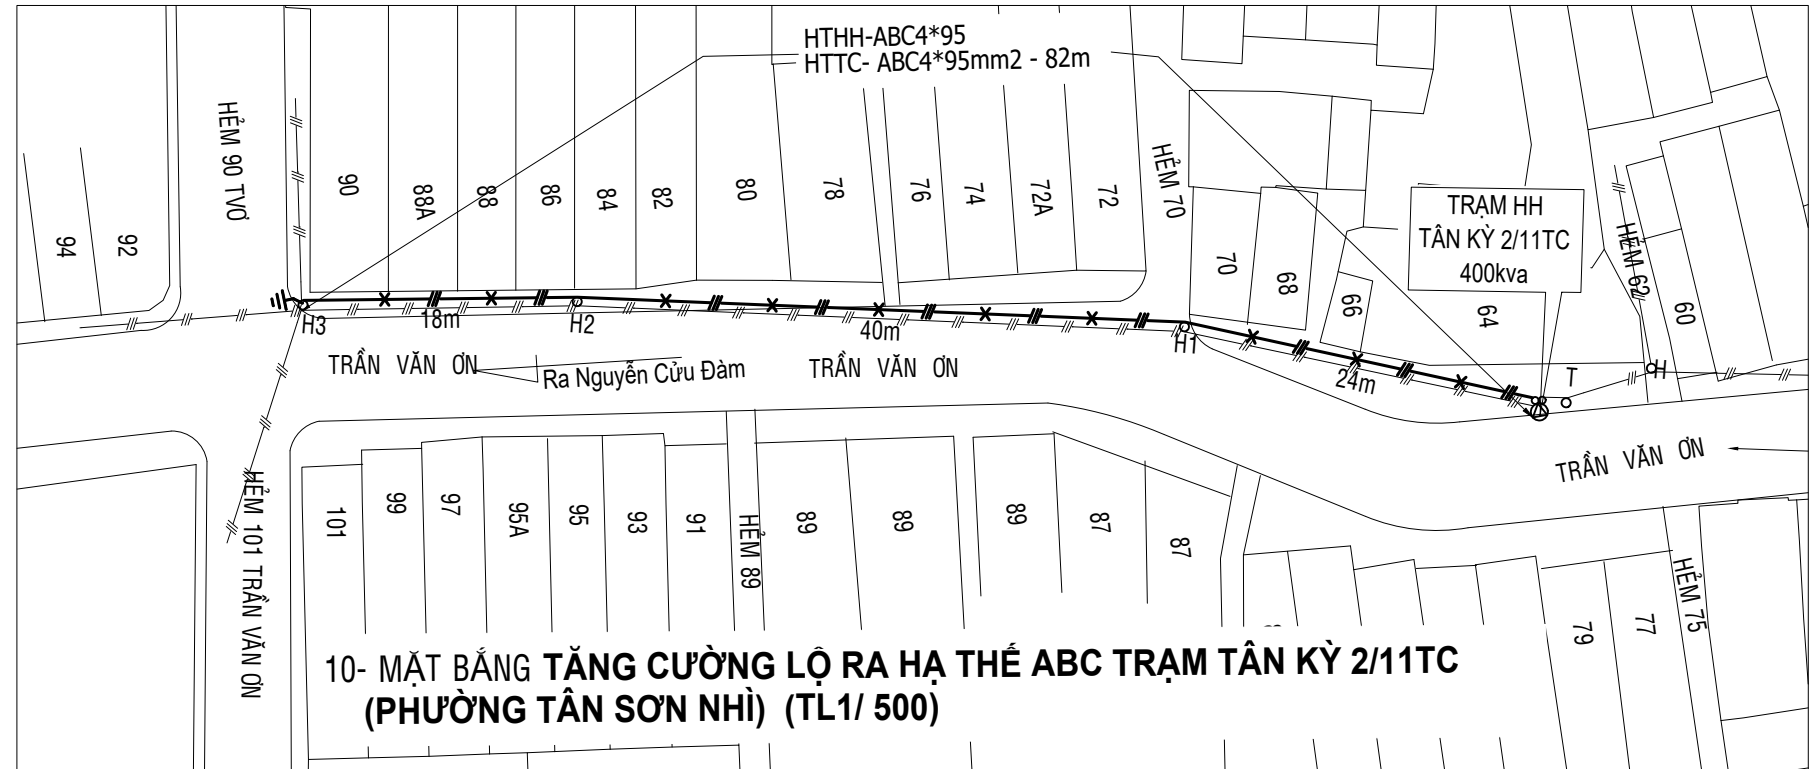 HTHH-ABC4*95
HTTC- ABC4*95mm2 - 82m
HẺM 90 TVƠ
94
92
90
88A
88
86
84
82
80
78
76
74
72A
72
HẺM 70
70
68
66
64
TRẠM HH
TÂN KỲ 2/11TC
400kva
HẺM 62
60
H3
18m
H2
40m
H1
24m
T
H
TRẦN VĂN ƠN
Ra Nguyễn Cửu Đàm
TRẦN VĂN ƠN
TRẦN VĂN ƠN
HẺM 101 TRẦN VĂN ƠN
101
99
97
95A
95
93
91
HẺM 89
89
89
89
87
87
79
77
HẺM 75
10- MẶT BẰNG TĂNG CƯỜNG LỘ RA HẠ THẾ ABC TRẠM TÂN KỲ 2/11TC
(PHƯỜNG TÂN SƠN NHÌ) (TL1/ 500)